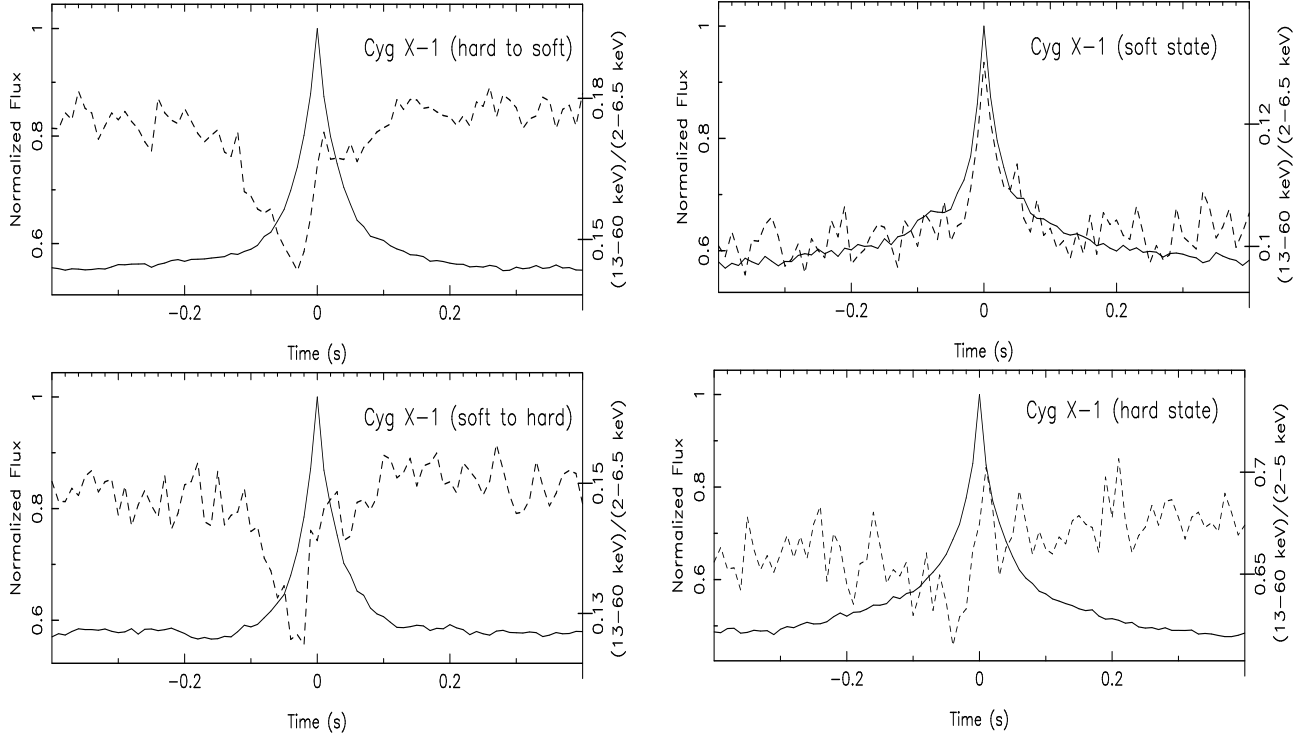 Cyg X-1 (hard to soft)
Normalized Flux
1
0.8
0.6
0.18
0.15
(13-60 keV)/(2-6.5 keV)
-0.2 0 0.2
Time (s)
Cyg X-1 (soft state)
Normalized Flux
1
0.8
0.6
0.12
0.1
(13-60 keV)/(2-6.5 keV)
-0.2 0 0.2
Time (s)
Cyg X-1 (soft to hard)
Normalized Flux
1
0.8
0.6
0.15
0.13
(13-60 keV)/(2-6.5 keV)
-0.2 0 0.2
Time (s)
Cyg X-1 (hard state)
Normalized Flux
1
0.8
0.6
0.7
0.65
(13-60 keV)/(2-5 keV)
-0.2 0 0.2
Time (s)